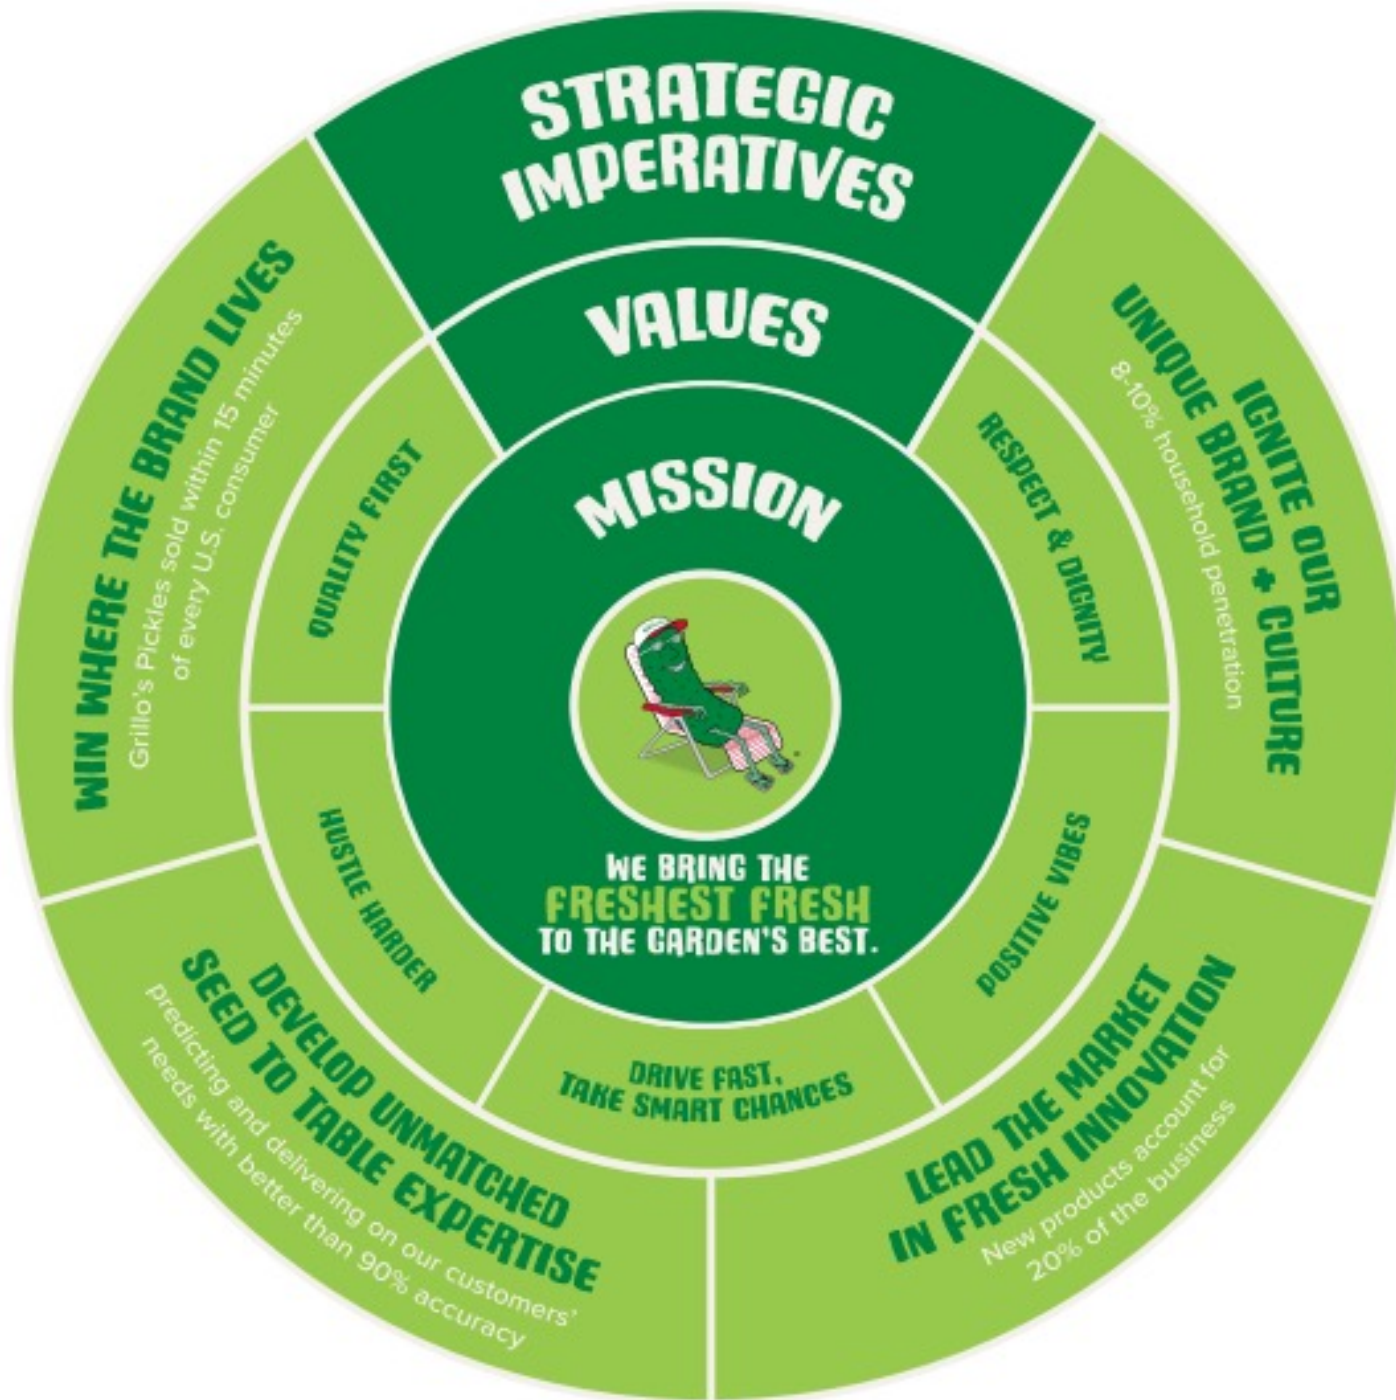 STRATEGIC
IMPERATIVES
VALUES
MISSION
WE BRING THE
FRESHEST FRESH
TO THE GARDEN'S BEST.
QUALITY FIRST
RESPECT & DIGNITY
POSITIVE VIBES
DRIVE FAST,
TAKE SMART CHANCES
HUSTLE HARDER
WIN WHERE THE BRAND LIVES
Grillo's Pickles sold within 15 minutes
of every U.S. consumer
IGNITE OUR
UNIQUE BRAND + CULTURE
8-10% household penetration
LEAD THE MARKET
IN FRESH INNOVATION
New products account for
20% of the business
DEVELOP UNMATCHED
SEED TO TABLE EXPERTISE
predicting and delivering on our customers'
needs with better than 90% accuracy